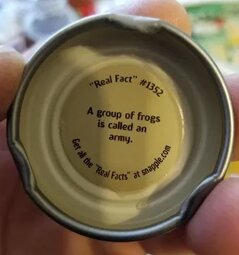 "Real Fact" #1352
A group of frogs
is called an
army.
Get all the "Real Facts" at snapple.com